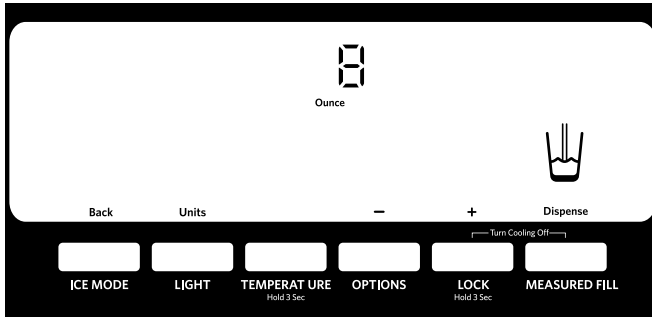 8
Ounce
Back Units – + Dispense
Turn Cooling Off
ICE MODE LIGHT TEMPERAT URE OPTIONS LOCK MEASURED FILL
Hold 3 Sec Hold 3 Sec